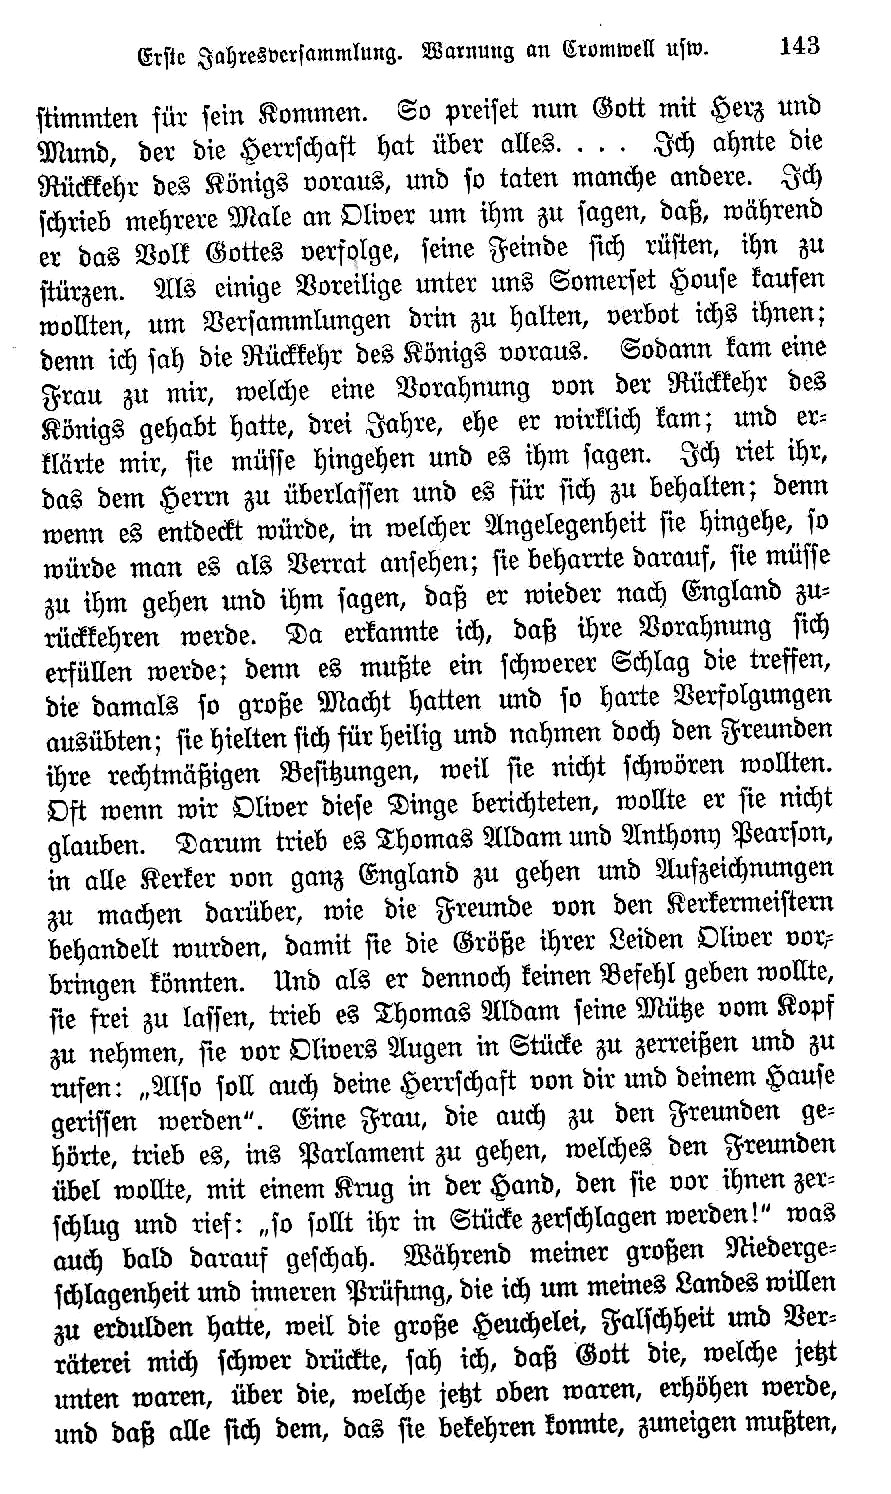 Erste Jahresversammlung. Warnung an Cromwell usw. 143
stimmten für sein Kommen. So preiset nun Gott mit Herz und
Mund, der die Herrschaft hat über alles. . . . Ich ahnte die
Rückkehr des Königs voraus, und so taten manche andere. Ich
schrieb mehrere Male an Oliver um ihm zu sagen, daß, während
er das Volk Gottes verfolge, seine Feinde sich rüsten, ihn zu
stürzen. Als einige Voreilige unter uns Somerset House kaufen
wollten, um Versammlungen drin zu halten, verbot ichs ihnen;
denn ich sah die Rückkehr des Königs voraus. Sodann kam eine
Frau zu mir, welche eine Vorahnung von der Rückkehr des
Königs gehabt hatte, drei Jahre, ehe er wirklich kam; und er-
klärte mir, sie müsse hingehen und es ihm sagen. Ich riet ihr,
das dem Herrn zu überlassen und es für sich zu behalten; denn
wenn es entdeckt würde, in welcher Angelegenheit sie hingehe, so
würde man es als Verrat ansehen; sie beharrte darauf, sie müsse
zu ihm gehen und ihm sagen, daß er wieder nach England zu-
rückkehren werde. Da erkannte ich, daß ihre Vorahnung sich
erfüllen werde; denn es mußte ein schwerer Schlag die treffen,
die damals so große Macht hatten und so harte Verfolgungen
ausübten; sie hielten sich für heilig und nahmen doch den Freunden
ihre rechtmäßigen Besitzungen, weil sie nicht schwören wollten.
Oft wenn wir Oliver diese Dinge berichteten, wollte er sie nicht
glauben. Darum trieb es Thomas Aldam und Anthony Pearson,
in alle Kerker von ganz England zu gehen und Aufzeichnungen
zu machen darüber, wie die Freunde von den Kerkermeistern
behandelt wurden, damit sie die Größe ihrer Leiden Oliver vor-
bringen könnten. Und als er dennoch keinen Befehl geben wollte,
sie frei zu lassen, trieb es Thomas Aldam seine Mütze vom Kopf
zu nehmen, sie vor Olivers Augen in Stücke zu zerreißen und zu
rufen: „Also soll auch deine Herrschaft von dir und deinem Hause
gerissen werden“. Eine Frau, die auch zu den Freunden ge-
hörte, trieb es, ins Parlament zu gehen, welches den Freunden
übel wollte, mit einem Krug in der Hand, den sie vor ihnen zer-
schlug und rief: „so sollt ihr in Stücke zerschlagen werden!“ was
auch bald darauf geschah. Während meiner großen Niederge-
schlagenheit und inneren Prüfung, die ich um meines Landes willen
zu erdulden hatte, weil die große Heuchelei, Falschheit und Ver-
räterei mich schwer drückte, sah ich, daß Gott die, welche jetzt
unten waren, über die, welche jetzt oben waren, erhöhen werde,
und daß alle sich dem, das sie bekehren konnte, zuneigen mußten,